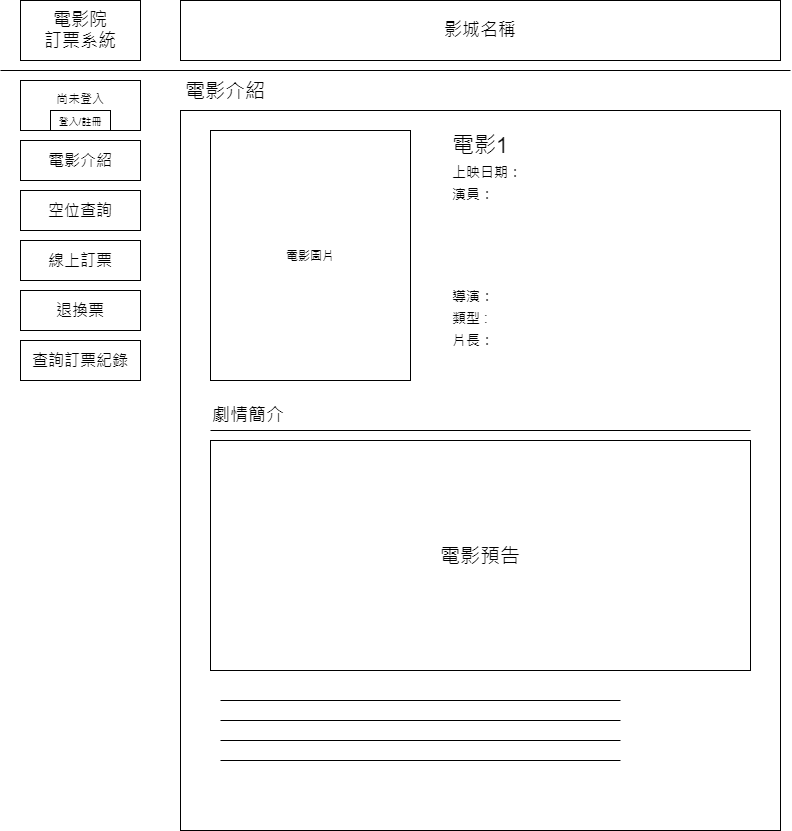 電影院
訂票系統
影城名稱
尚未登入
登入/註冊
電影介紹
空位查詢
線上訂票
退換票
查詢訂票紀錄
電影介紹
電影圖片
電影1
上映日期：
演員：
導演：
類型 :
片長：
劇情簡介
電影預告